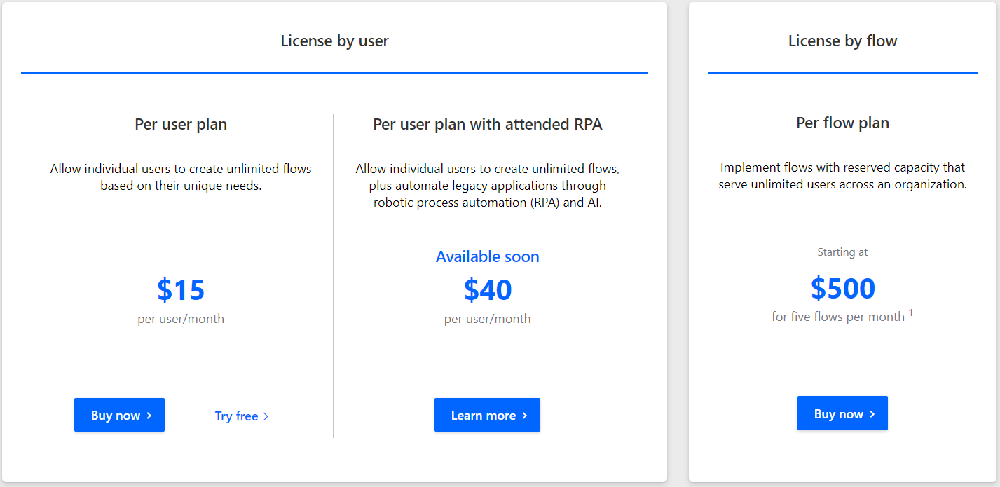 License by user
Per user plan
Allow individual users to create unlimited flows
based on their unique needs.
$15
per user/month
Buy now >
Try free >
Per user plan with attended RPA
Allow individual users to create unlimited flows,
plus automate legacy applications through
robotic process automation (RPA) and AI.
Available soon
$40
per user/month
Learn more >
License by flow
Per flow plan
Implement flows with reserved capacity that
serve unlimited users across an organization.
Starting at
$500
for five flows per month 1
Buy now >